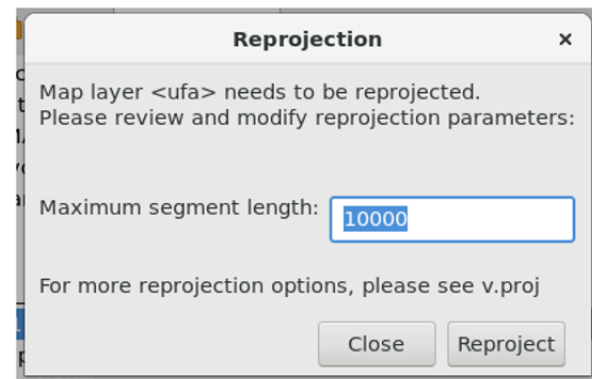 Reprojection
Map layer <ufa> needs to be reprojected.
Please review and modify reprojection parameters:
Maximum segment length: 10000
For more reprojection options, please see v.proj
Close Reproject